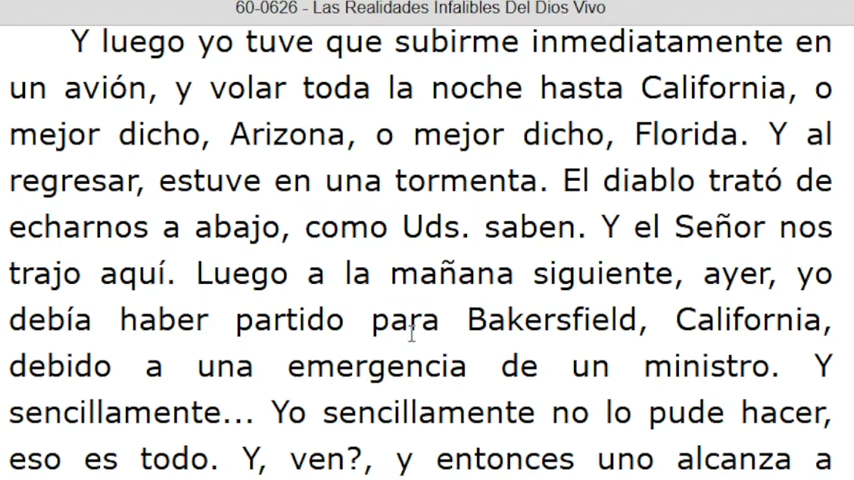 60-0626 - Las Realidades Infalibles Del Dios Vivo
Y luego yo tuve que subirme inmediatamente en
un avión, y volar toda la noche hasta California, o
mejor dicho, Arizona, o mejor dicho, Florida. Y al
regresar, estuve en una tormenta. El diablo trató de
echarnos a abajo, como Uds. saben. Y el Señor nos
trajo aquí. Luego a la mañana siguiente, ayer, yo
debía haber partido para Bakersfield, California,
debido a una emergencia de un ministro. Y
sencillamente... Yo sencillamente no lo pude hacer,
eso es todo. Y, ven?, y entonces uno alcanza a